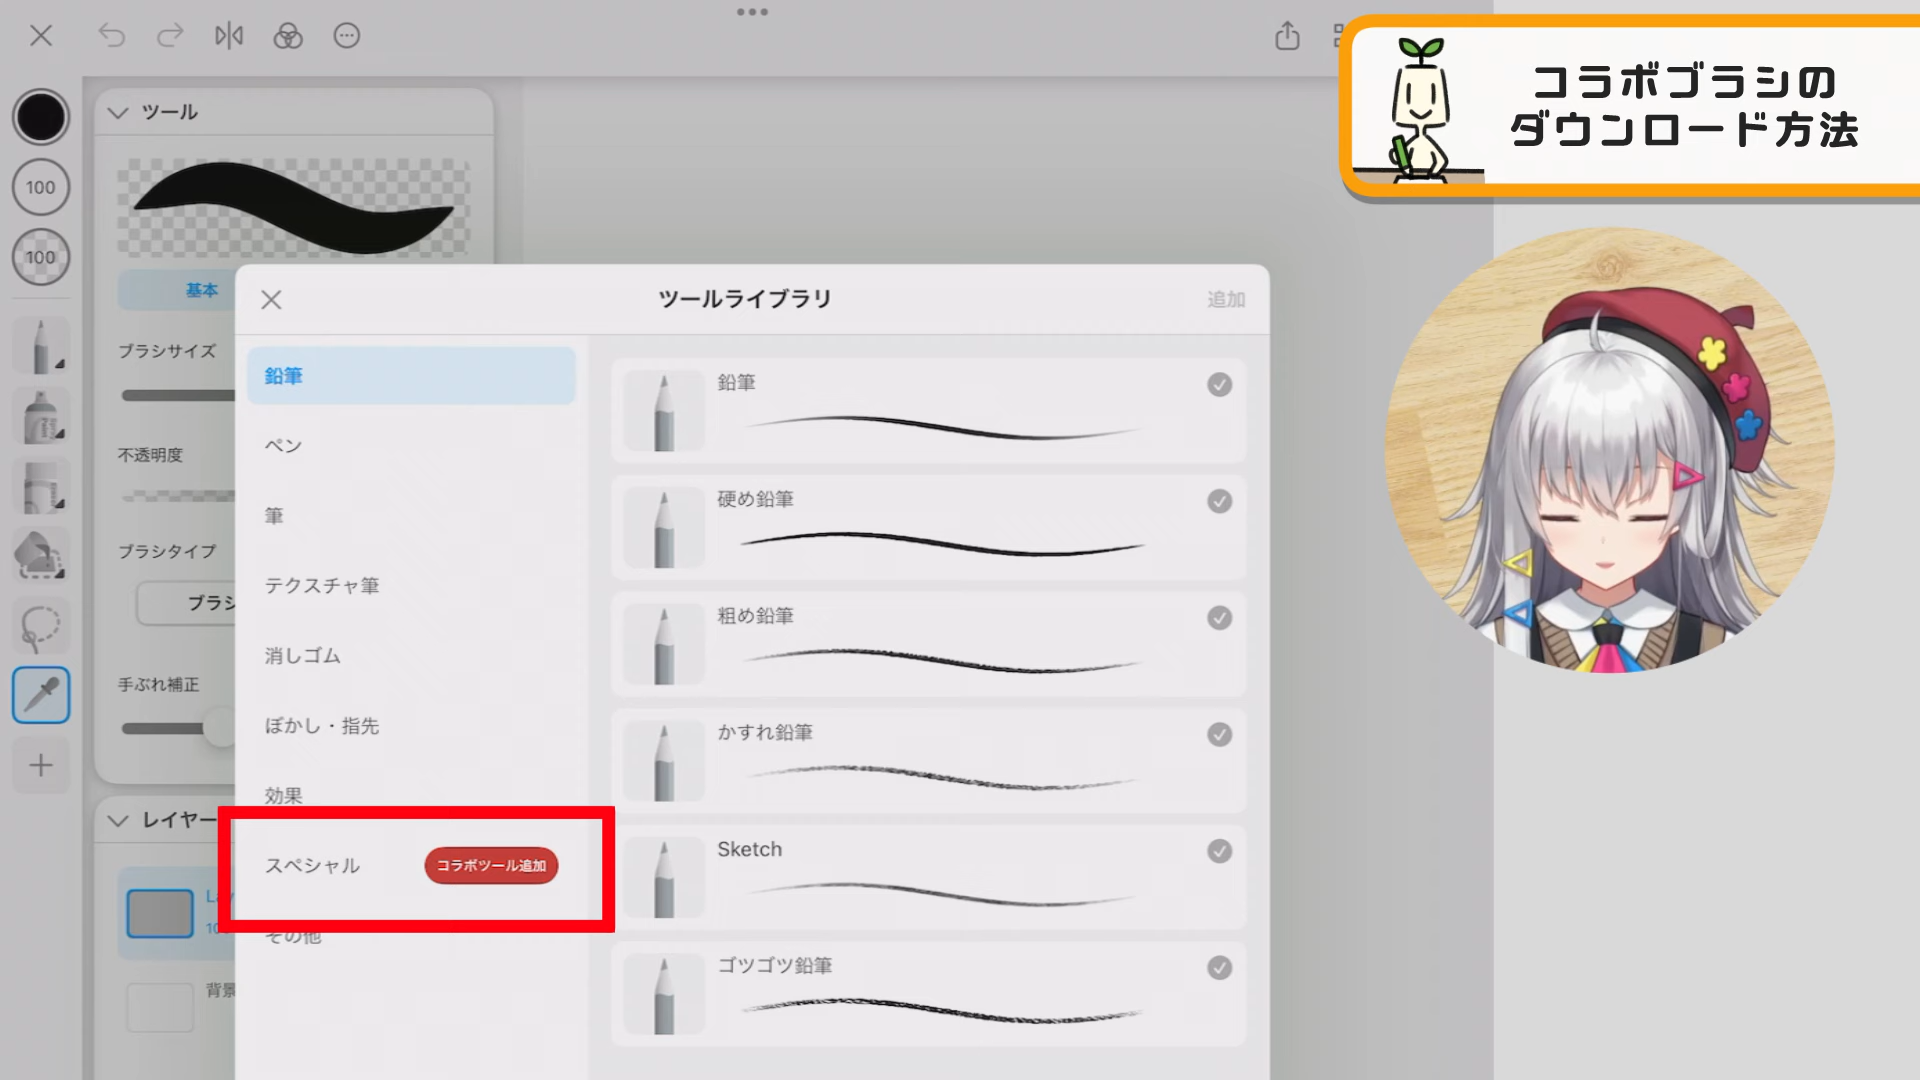 コラボブラシの
ダウンロード方法
ツール
100
100
基本
ブラシサイズ
不透明度
ブラシタイプ
ブラシ
手ぶれ補正
レイヤー
背景
ツールライブラリ
追加
鉛筆
ペン
筆
テクスチャ筆
消しゴム
ぼかし・指先
効果
スペシャル
コラボツール追加
その他
鉛筆
硬め鉛筆
粗め鉛筆
かすれ鉛筆
Sketch
ゴツゴツ鉛筆